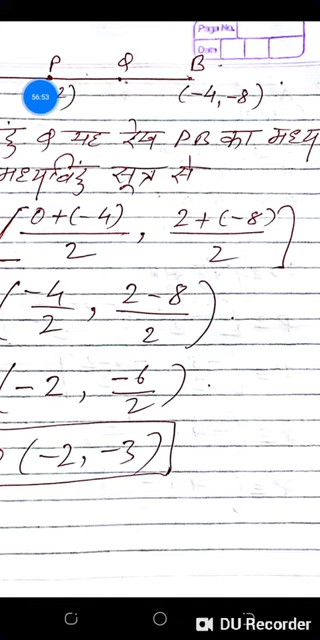 Page No.
Date
P Q B
56:53
2) (-4, -8)
बिंदु Q यह रेखा PB का मध्य
मध्यबिंदु सूत्र से
[ 0+(-4) / 2 , 2+(-8) / 2 ]
( -4 / 2 , 2-8 / 2 ).
( -2 , -6 / 2 ).
(-2, -3)
DU Recorder